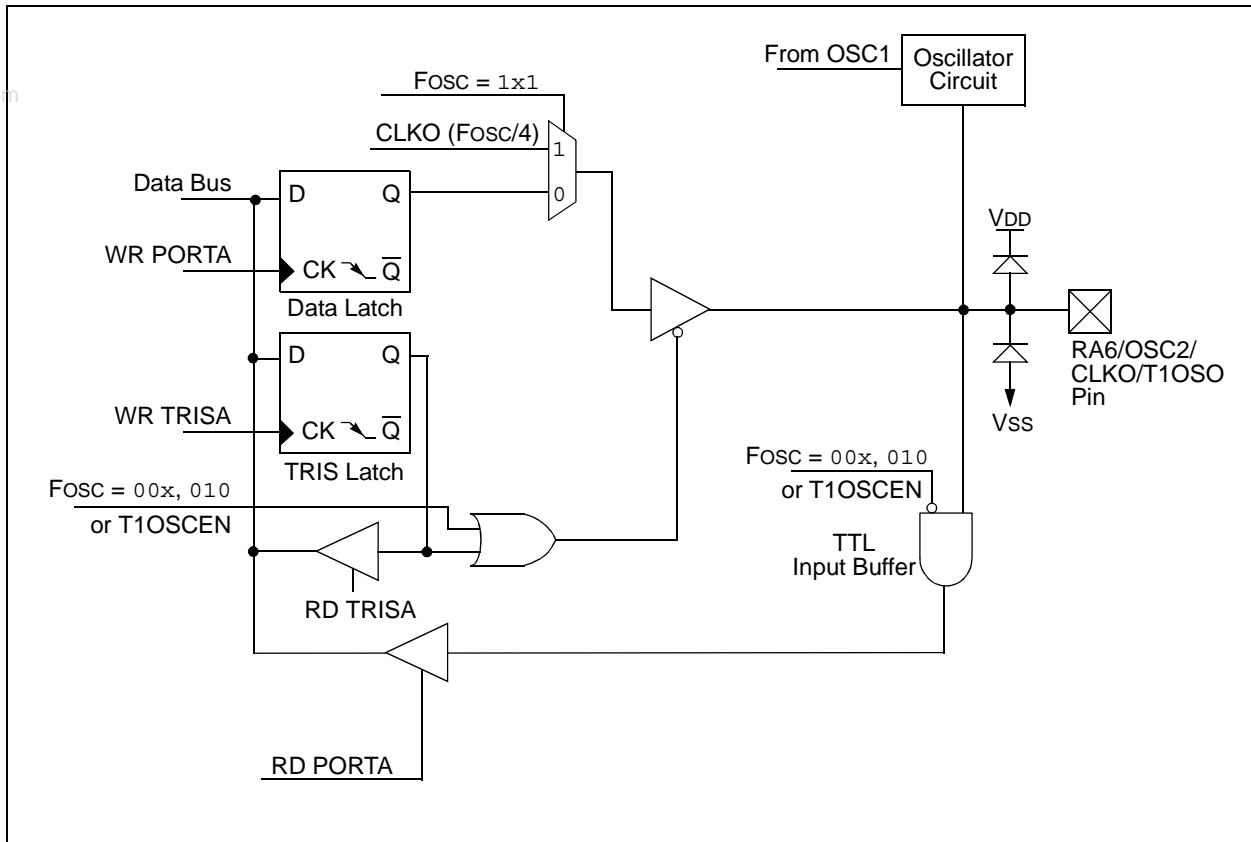 From OSC1
Oscillator
Circuit
FOSC = 1x1
m
CLKO (FOSC/4)
1
0
Data Bus
D
Q
WR PORTA
CK
Q̅
Data Latch
VDD
D
Q
RA6/OSC2/
CLKO/T1OSO
Pin
WR TRISA
CK
Q̅
VSS
TRIS Latch
FOSC = 00x, 010
or T1OSCEN
FOSC = 00x, 010
or T1OSCEN
TTL
Input Buffer
RD TRISA
RD PORTA